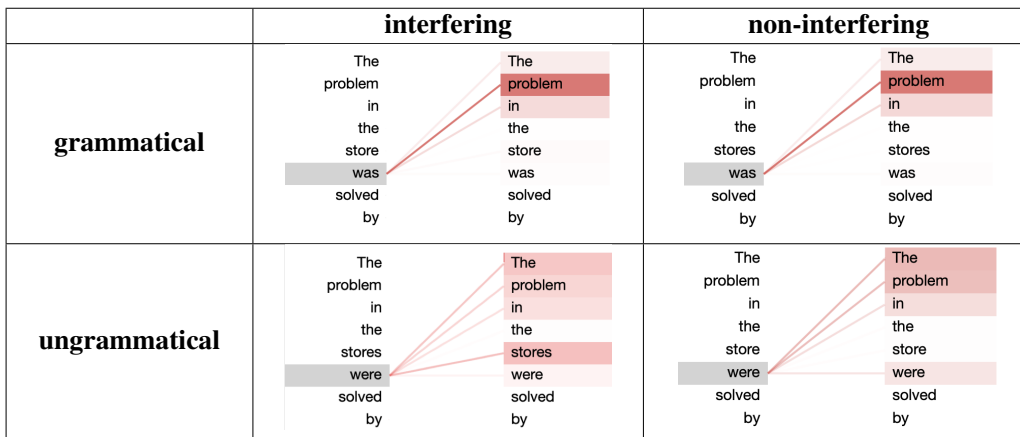 interfering non-interfering
grammatical
The The
problem problem
in in
the the
store store
was was
solved solved
by by
The The
problem problem
in in
the the
stores stores
was was
solved solved
by by
ungrammatical
The The
problem problem
in in
the the
stores stores
were were
solved solved
by by
The The
problem problem
in in
the the
store store
were were
solved solved
by by